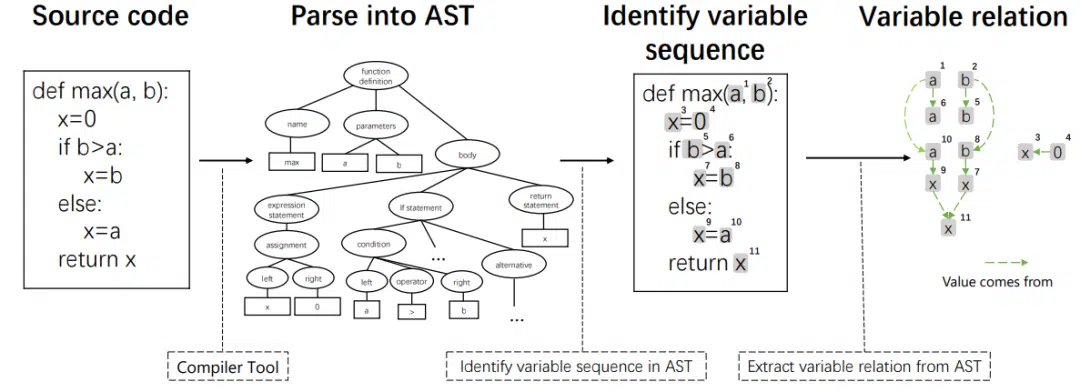 Source code
Parse into AST
Identify variable
sequence
Variable relation
def max(a, b):
x=0
if b>a:
x=b
else:
x=a
return x
function
definition
name
parameters
max
a
b
body
expression
statement
if statement
return
statement
x
assignment
condition
...
alternative
left
right
left
operator
right
x
0
a
>
b
...
def max(a, b):
1 2
x=0
3 4
if b>a:
5 6
x=b
7 8
else:
x=a
9 10
return x
11
a 1
b 2
a 6
b 5
a 10
b 8
x 3
0 4
x 9
x 7
x 11
Value comes from
Compiler Tool
Identify variable sequence in AST
Extract variable relation from AST